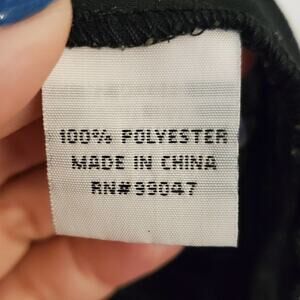 100% POLYESTER
MADE IN CHINA
RN#99047